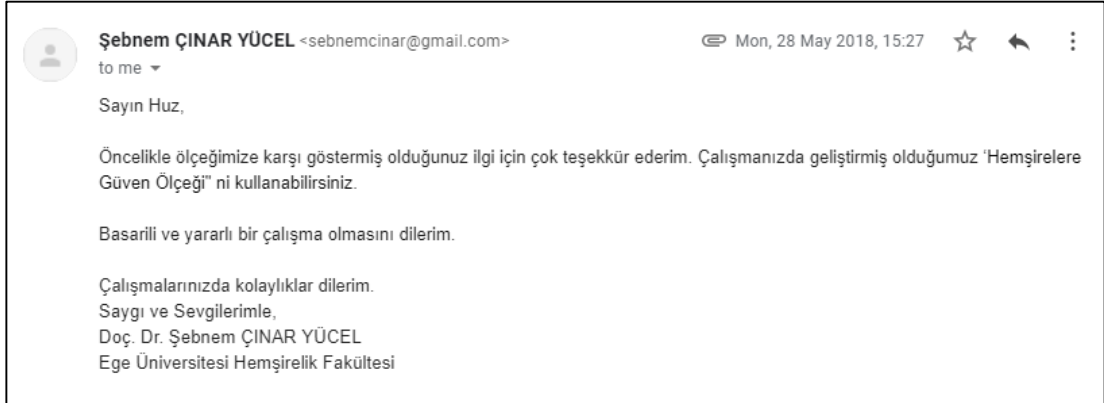 Şebnem ÇINAR YÜCEL <sebnemcinar@gmail.com> Mon, 28 May 2018, 15:27
to me
Sayın Huz,
Öncelikle ölçeğimize karşı göstermiş olduğunuz ilgi için çok teşekkür ederim. Çalışmanızda geliştirmiş olduğumuz ‘Hemşirelere
Güven Ölçeği” ni kullanabilirsiniz.
Basarili ve yararlı bir çalışma olmasını dilerim.
Çalışmalarınızda kolaylıklar dilerim.
Saygı ve Sevgilerimle,
Doç. Dr. Şebnem ÇINAR YÜCEL
Ege Üniversitesi Hemşirelik Fakültesi